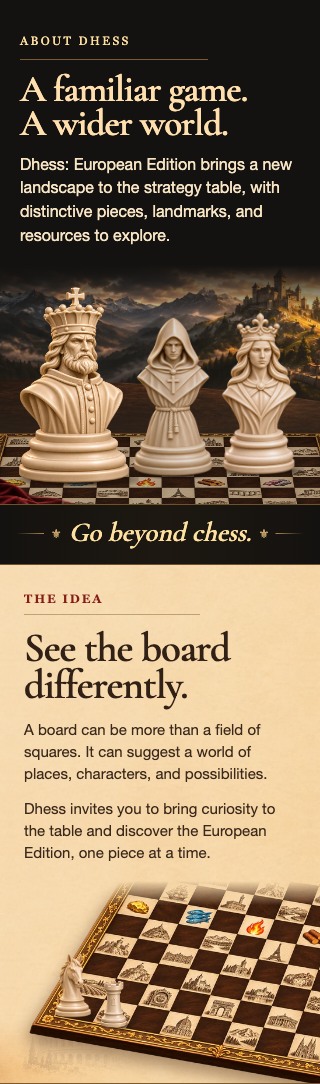 ABOUT DHESS
A familiar game.
A wider world.
Dhess: European Edition brings a new
landscape to the strategy table, with
distinctive pieces, landmarks, and
resources to explore.
Go beyond chess.
THE IDEA
See the board
differently.
A board can be more than a field of
squares. It can suggest a world of
places, characters, and possibilities.
Dhess invites you to bring curiosity to
the table and discover the European
Edition, one piece at a time.